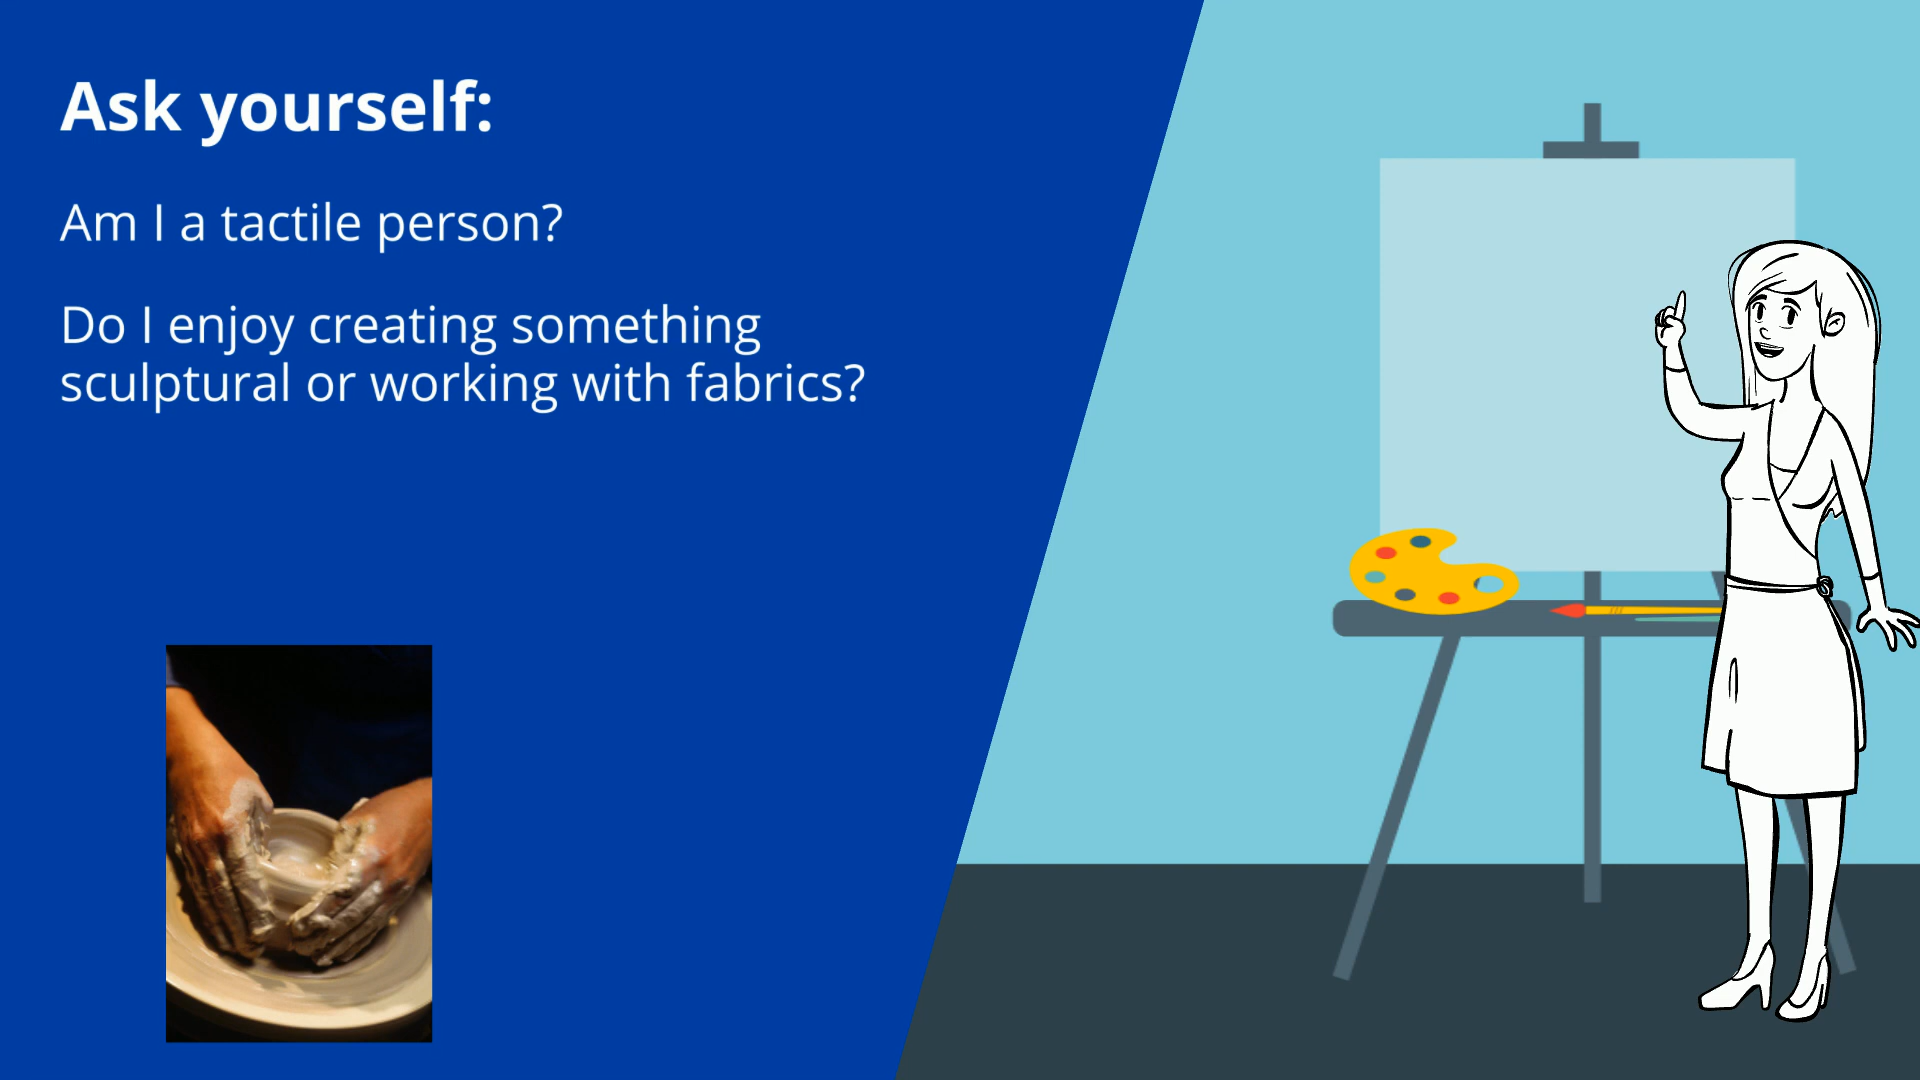 Ask yourself:
Am I a tactile person?
Do I enjoy creating something
sculptural or working with fabrics?